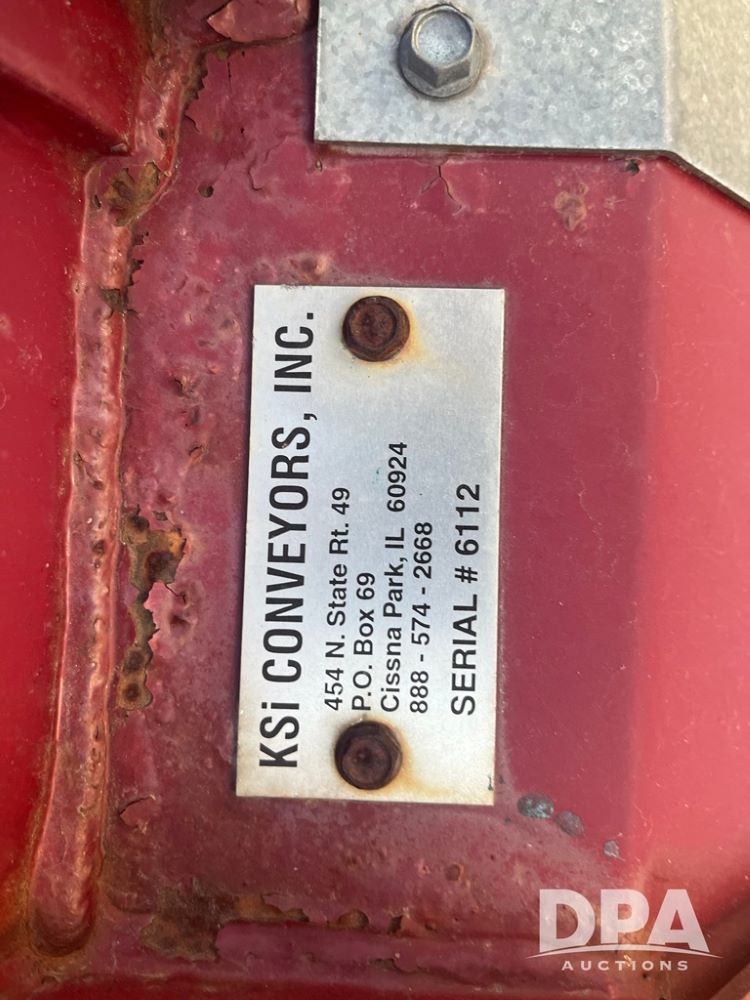 KSi CONVEYORS, INC.
454 N. State Rt. 49
P.O. Box 69
Cissna Park, IL 60924
888 - 574 - 2668
SERIAL # 6112
DPA
AUCTIONS